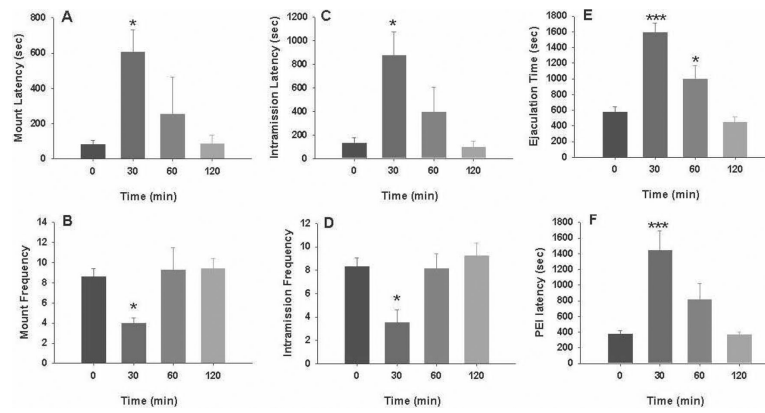 A
Mount Latency (sec)
800
600
400
200
0
*
0 30 60 120
Time (min)
C
Intramission Latency (sec)
1200
1000
800
600
400
200
0
*
0 30 60 120
Time (min)
E
Ejaculation Time (sec)
1800
1600
1400
1200
1000
800
600
400
200
0
***
*
0 30 60 120
Time (min)
B
Mount Frequency
14
12
10
8
6
4
2
0
*
0 30 60 120
Time (min)
D
Intramission Frequency
12
10
8
6
4
2
0
*
0 30 60 120
Time (min)
F
PEI latency (sec)
1800
1600
1400
1200
1000
800
600
400
200
0
***
0 30 60 120
Time (min)